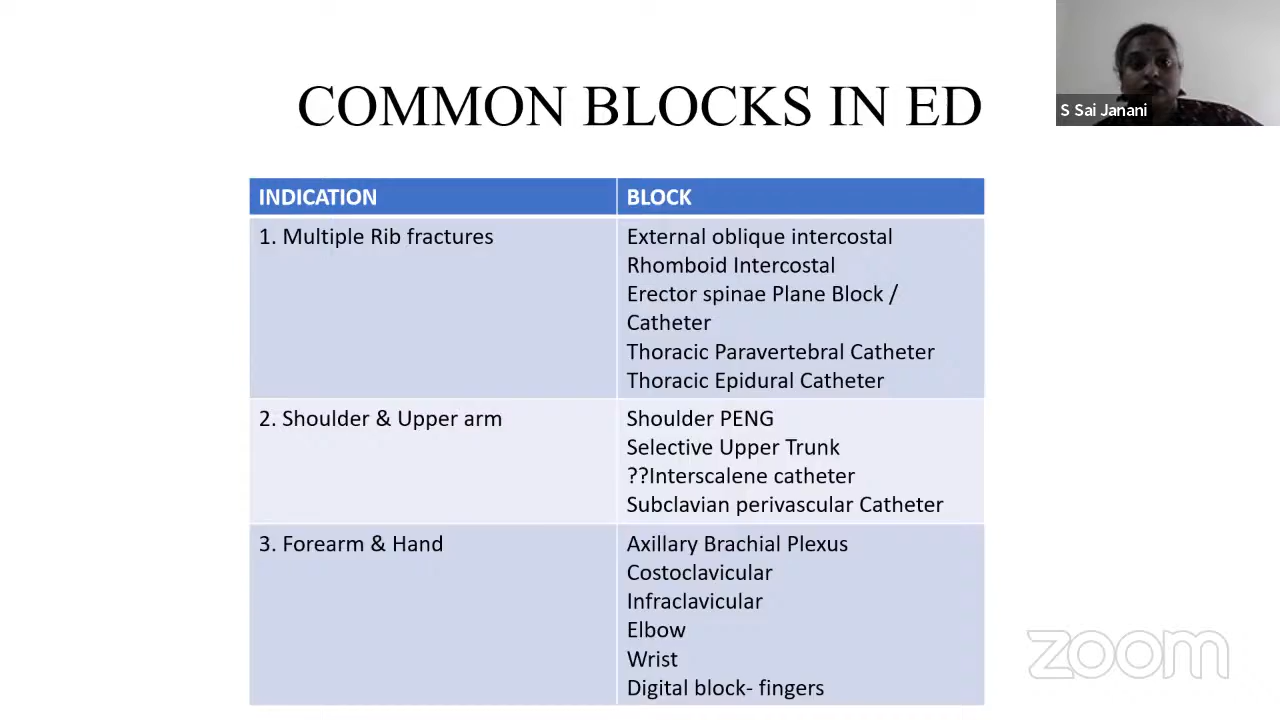 COMMON BLOCKS IN ED
S Sai Janani
INDICATION
BLOCK
1. Multiple Rib fractures
External oblique intercostal
Rhomboid Intercostal
Erector spinae Plane Block /
Catheter
Thoracic Paravertebral Catheter
Thoracic Epidural Catheter
2. Shoulder & Upper arm
Shoulder PENG
Selective Upper Trunk
??Interscalene catheter
Subclavian perivascular Catheter
3. Forearm & Hand
Axillary Brachial Plexus
Costoclavicular
Infraclavicular
Elbow
Wrist
Digital block- fingers
zoom